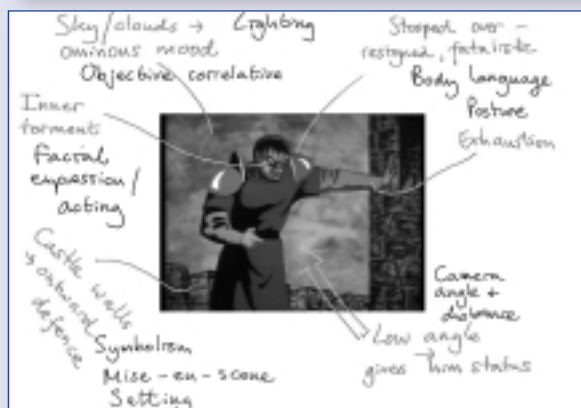 Sky/clouds →
ominous mood
Lighting
Objective correlative
Stooped over –
resigned, fatalistic
Body language
Posture
Exhaustion
Inner
torments
Facial
expression/
acting
Castle walls
→ outward
defence
Symbolism
Mise-en-scene
Setting
Camera
angle +
distance
Low angle
gives him status